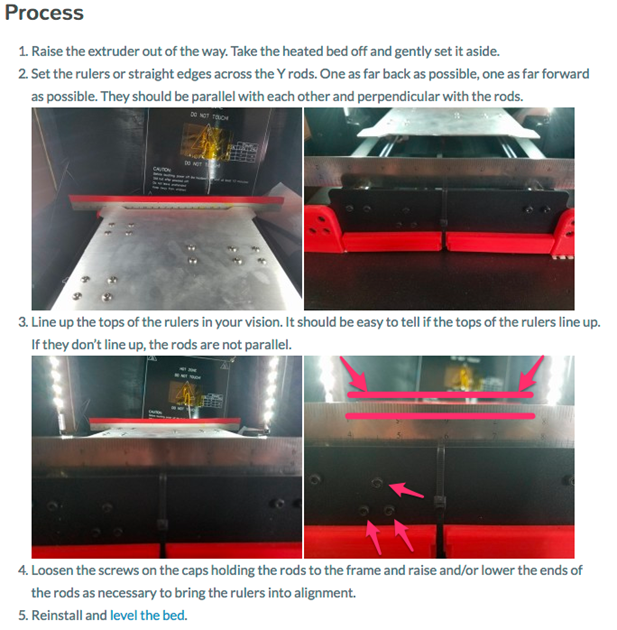 Process
1. Raise the extruder out of the way. Take the heated bed off and gently set it aside.
2. Set the rulers or straight edges across the Y rods. One as far back as possible, one as far forward
as possible. They should be parallel with each other and perpendicular with the rods.
DO NOT TOUCH
DO NOT
CAUTION
3. Line up the tops of the rulers in your vision. It should be easy to tell if the tops of the rulers line up.
If they don't line up, the rods are not parallel.
HOT ZONE
DO NOT TOUCH
DO NOT
CAUTION
4. Loosen the screws on the caps holding the rods to the frame and raise and/or lower the ends of
the rods as necessary to bring the rulers into alignment.
5. Reinstall and level the bed.